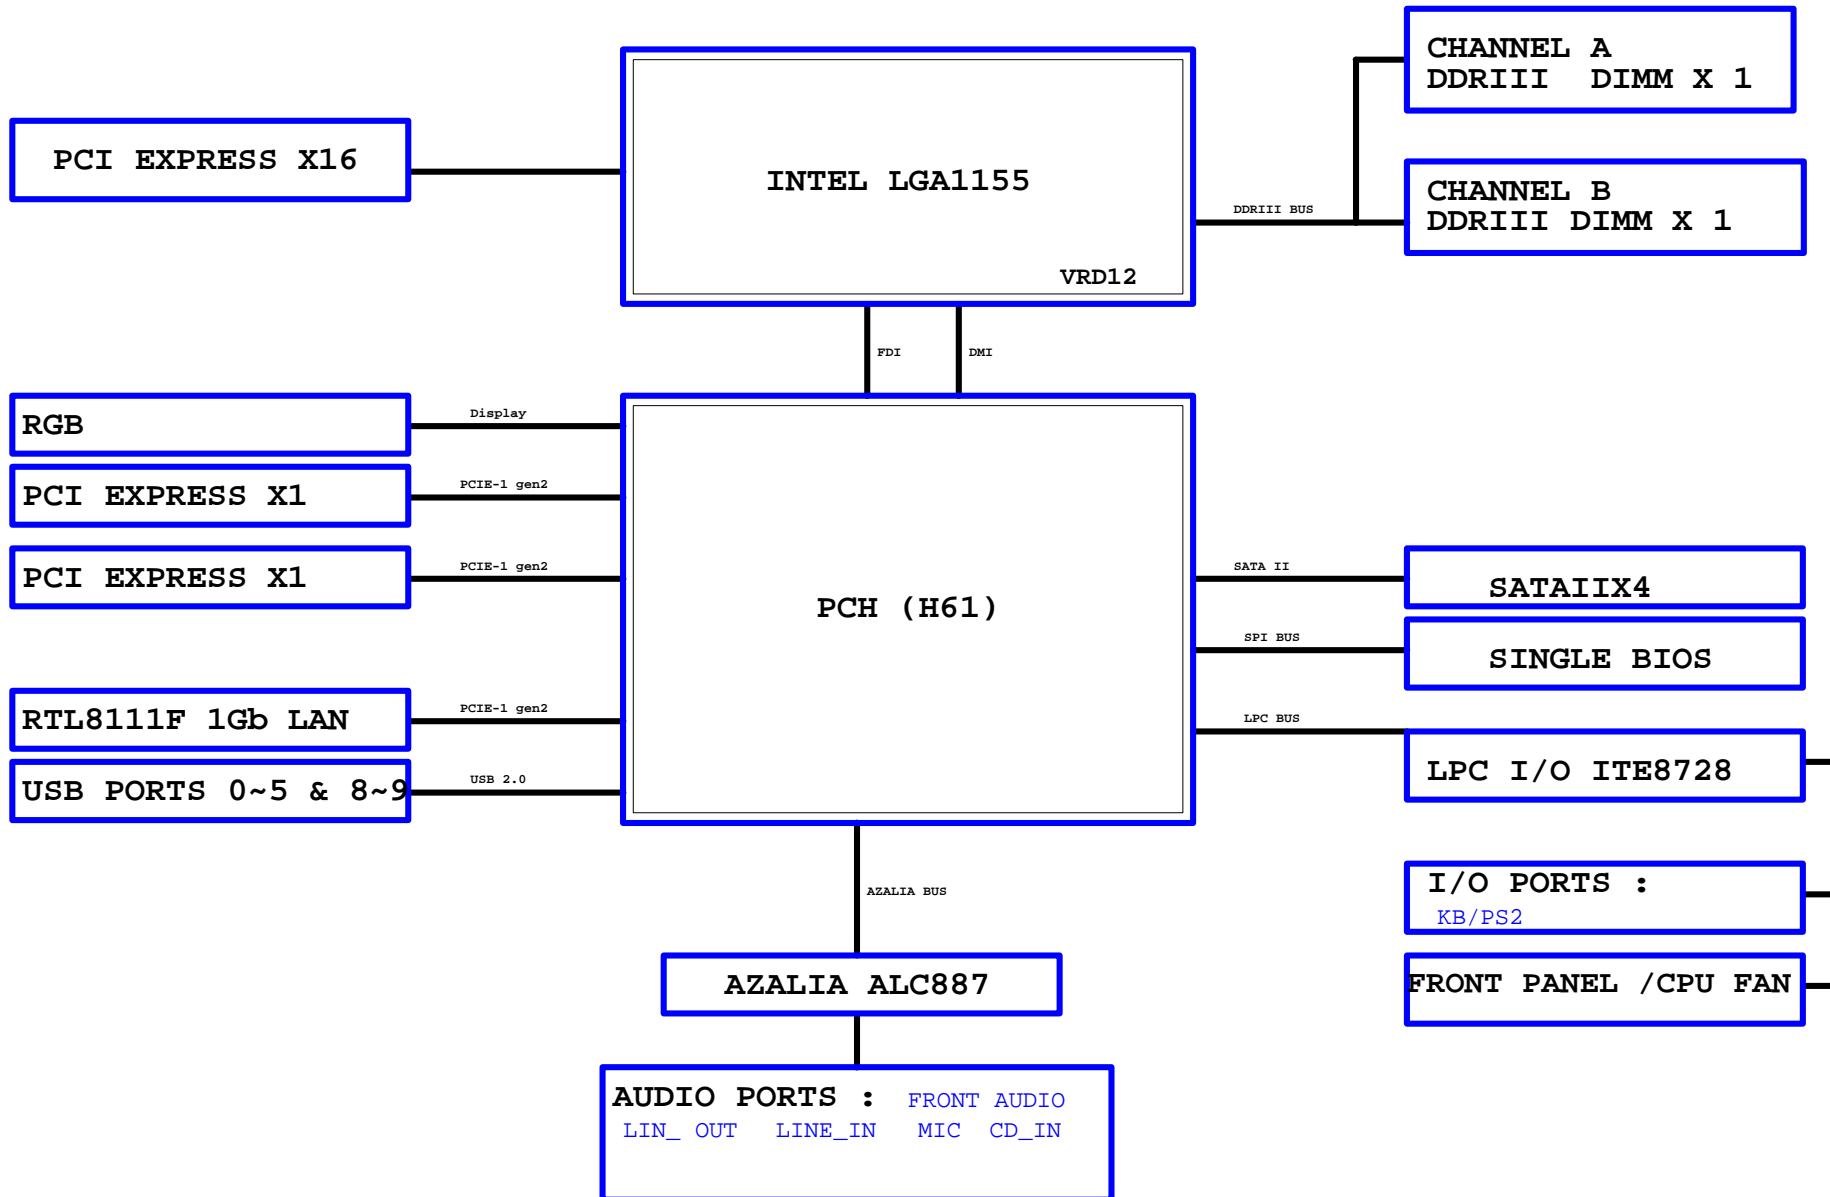 CHANNEL A
DDRIII DIMM X 1
PCI EXPRESS X16
INTEL LGA1155
VRD12
DDRIII BUS
CHANNEL B
DDRIII DIMM X 1
FDI
DMI
RGB
Display
PCI EXPRESS X1
PCIE-1 gen2
PCI EXPRESS X1
PCIE-1 gen2
PCH (H61)
SATA II
SATAIIX4
SPI BUS
SINGLE BIOS
RTL8111F 1Gb LAN
PCIE-1 gen2
LPC BUS
LPC I/O ITE8728
USB PORTS 0~5 & 8~9
USB 2.0
AZALIA BUS
I/O PORTS :
KB/PS2
AZALIA ALC887
FRONT PANEL /CPU FAN
AUDIO PORTS : FRONT AUDIO
LIN_ OUT LINE_IN MIC CD_IN